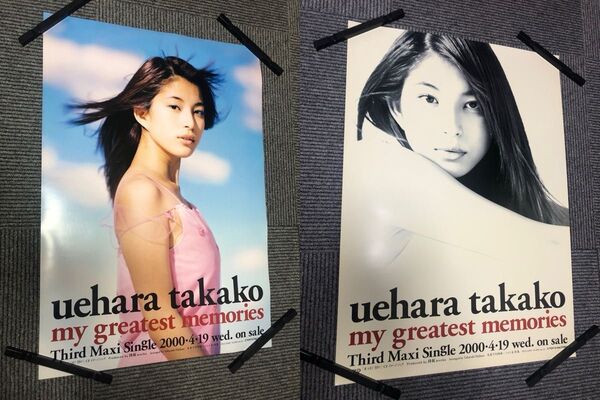 uehara takako
my greatest memories
Third Maxi Single 2000·4·19 wed. on sale
uehara takako
my greatest memories
Third Maxi Single 2000·4·19 wed. on sale